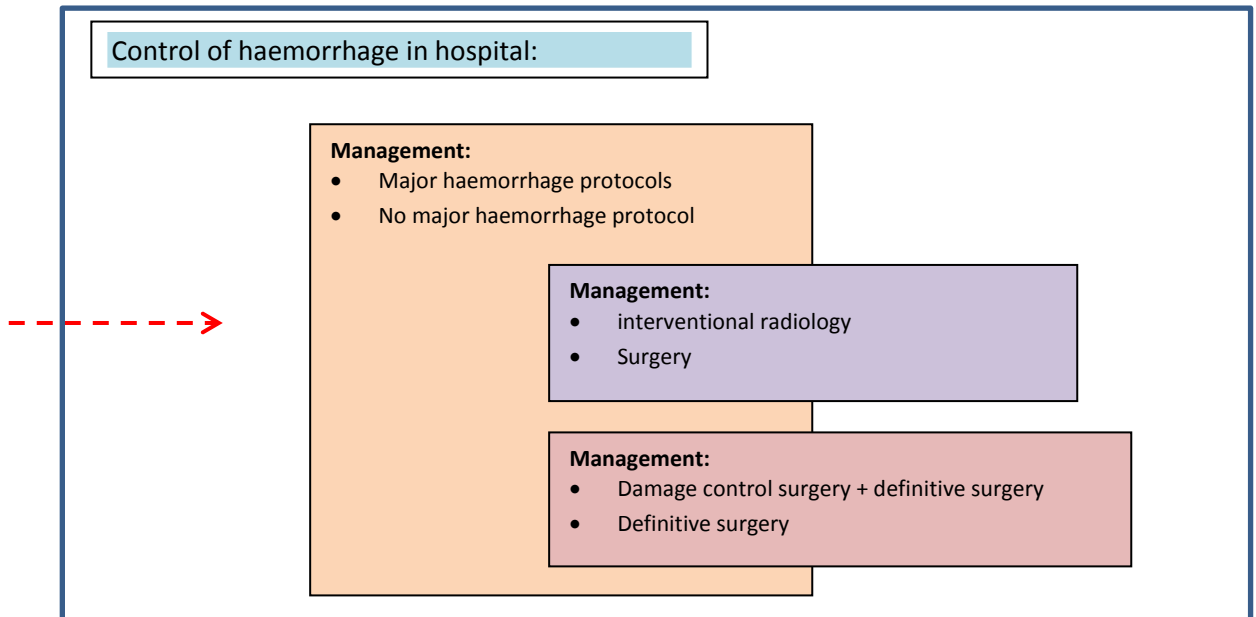 Control of haemorrhage in hospital:
Management:
• Major haemorrhage protocols
• No major haemorrhage protocol
Management:
• interventional radiology
• Surgery
Management:
• Damage control surgery + definitive surgery
• Definitive surgery